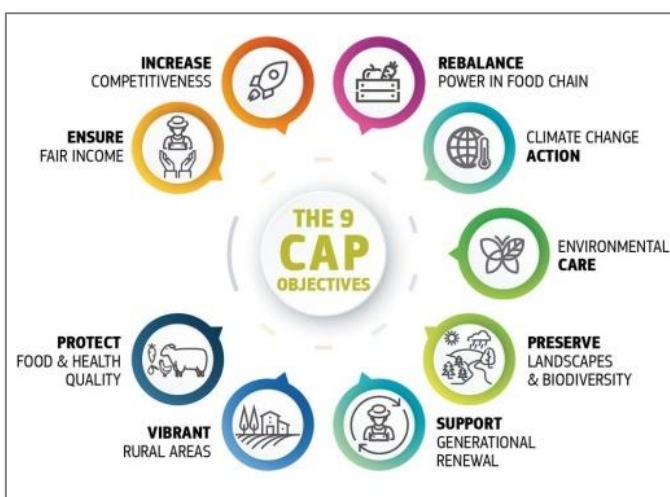 THE 9
CAP
OBJECTIVES
ENSURE
FAIR INCOME
INCREASE
COMPETITIVENESS
REBALANCE
POWER IN FOOD CHAIN
CLIMATE CHANGE
ACTION
ENVIRONMENTAL
CARE
PRESERVE
LANDSCAPES
& BIODIVERSITY
SUPPORT
GENERATIONAL
RENEWAL
VIBRANT
RURAL AREAS
PROTECT
FOOD & HEALTH
QUALITY